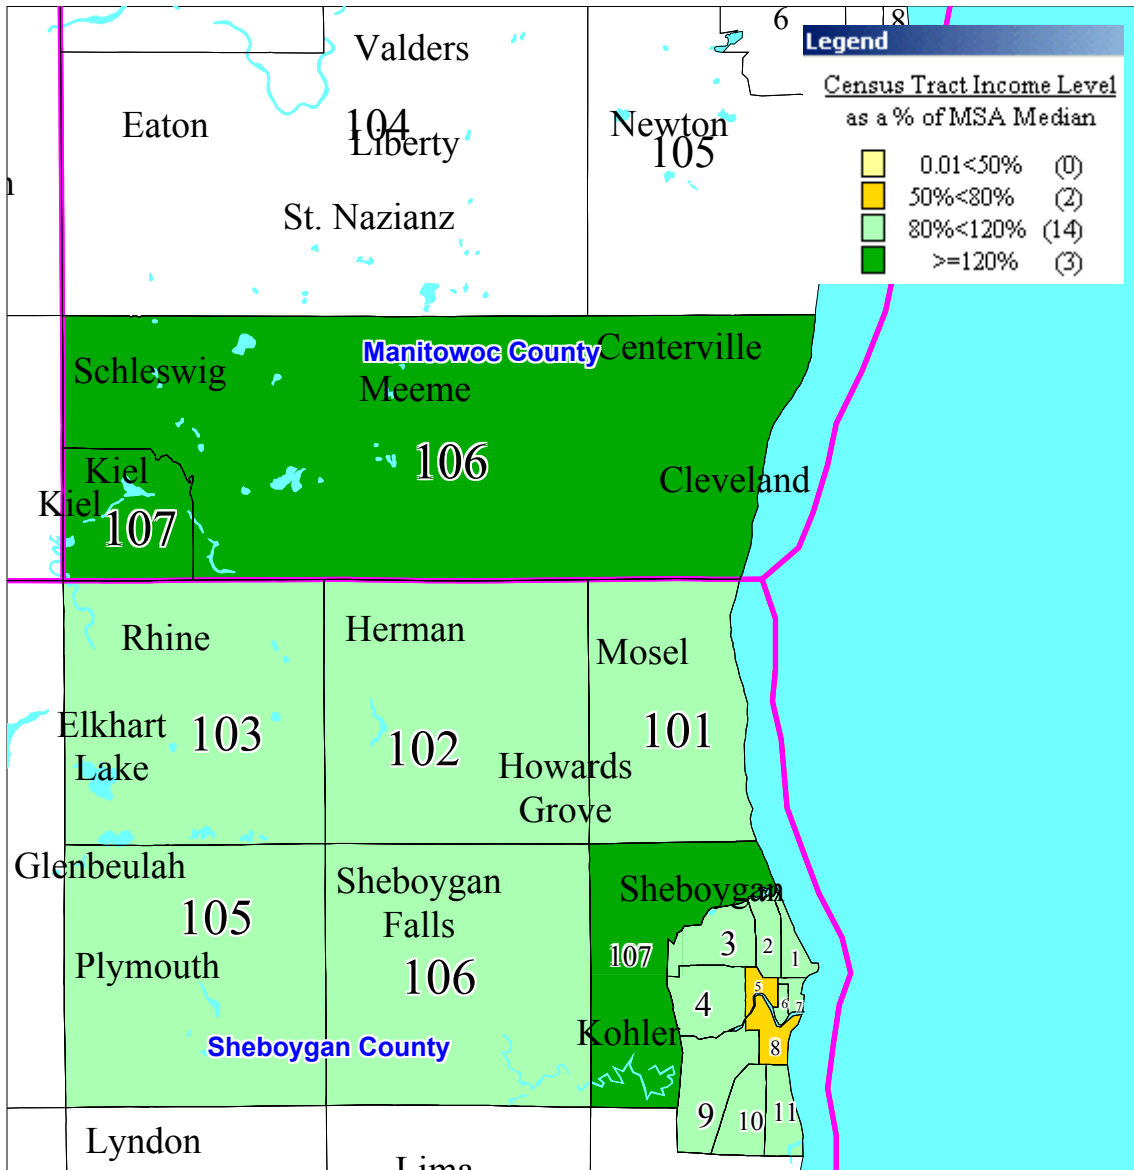 6
8
Legend
Census Tract Income Level
as a % of MSA Median
0.01<50% (0)
50%<80% (2)
80%<120% (14)
>=120% (3)
Valders
Eaton
104
Liberty
Newton
105
St. Nazianz
Manitowoc County
Centerville
Schleswig
Meeme
106
Kiel
Cleveland
Kiel
107
Rhine
Herman
Mosel
Elkhart
Lake
103
102
101
Howards
Grove
Glenbeulah
Sheboygan
Falls
Sheboygan
105
Plymouth
106
107
3
2
1
4
5
6
7
Kohler
8
Sheboygan County
9
10
11
Lyndon
Lima